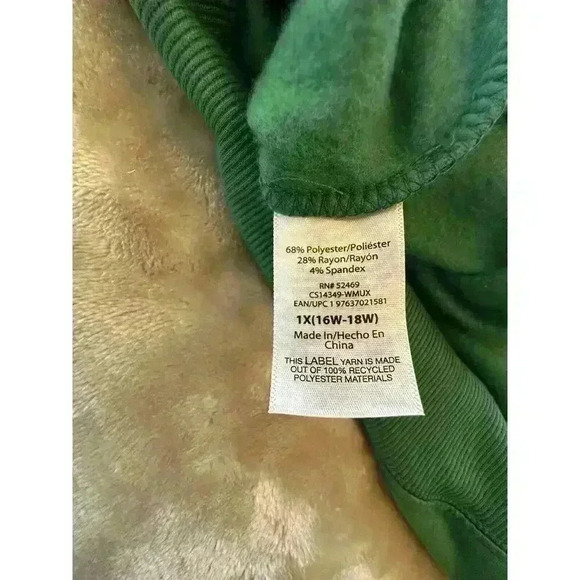 68% Polyester/Poliéster
28% Rayon/Rayón
4% Spandex
RN# 52469
CS14349-WMUX
EAN/UPC 1 97637021581
1X(16W-18W)
Made In/Hecho En
China
THIS LABEL YARN IS MADE
OUT OF 100% RECYCLED
POLYESTER MATERIALS